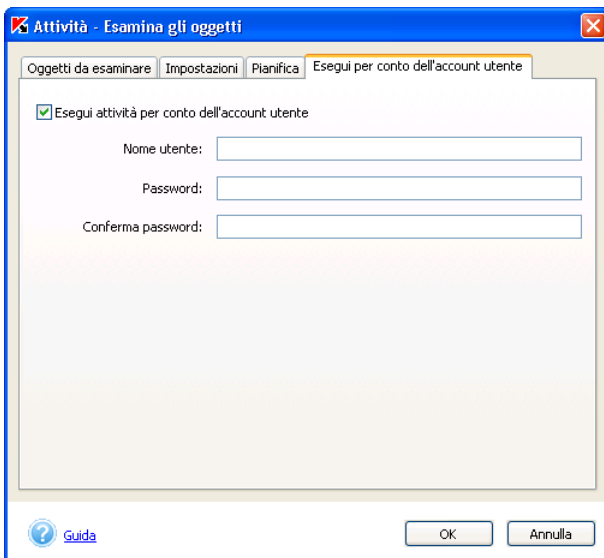 Attività - Esamina gli oggetti
Oggetti da esaminare Impostazioni Pianifica Esegui per conto dell'account utente
Esegui attività per conto dell'account utente
Nome utente:
Password:
Conferma password:
Guida OK Annulla